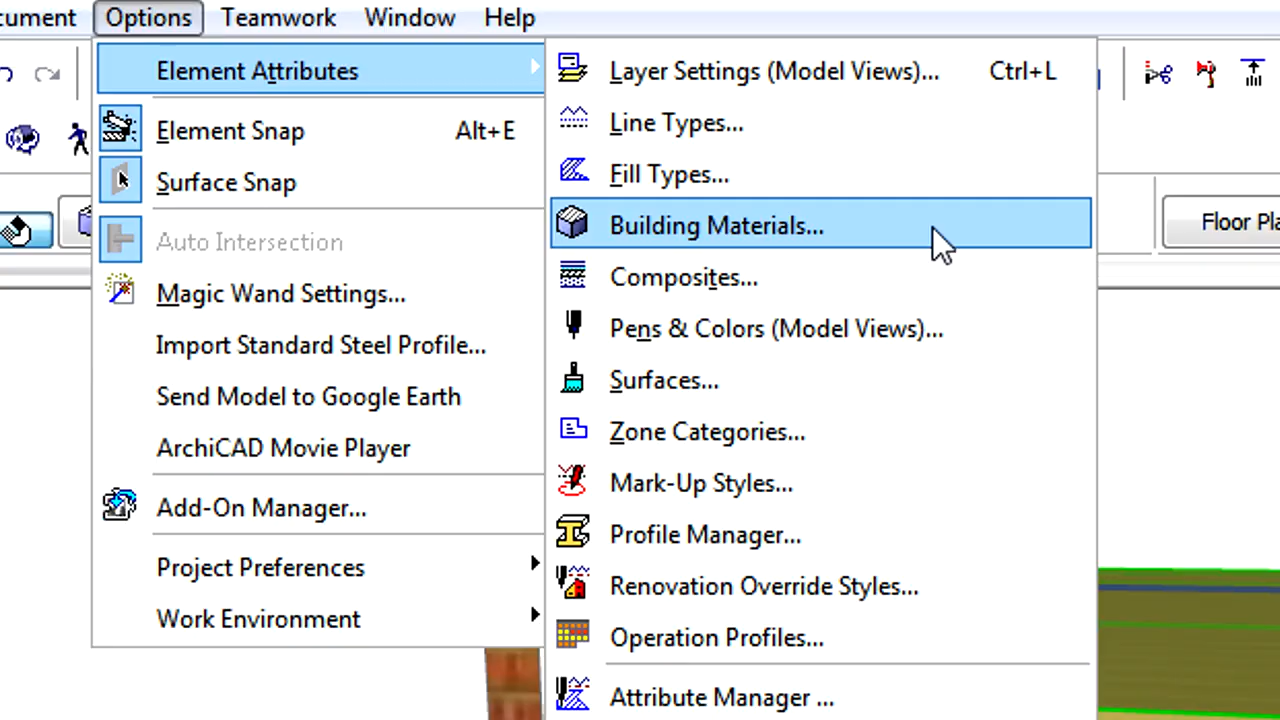 cument Options Teamwork Window Help
Element Attributes
Element Snap Alt+E
Surface Snap
Auto Intersection
Magic Wand Settings...
Import Standard Steel Profile...
Send Model to Google Earth
ArchiCAD Movie Player
Add-On Manager...
Project Preferences
Work Environment
Layer Settings (Model Views)... Ctrl+L
Line Types...
Fill Types...
Building Materials...
Composites...
Pens & Colors (Model Views)...
Surfaces...
Zone Categories...
Mark-Up Styles...
Profile Manager...
Renovation Override Styles...
Operation Profiles...
Attribute Manager ...
Floor Pla